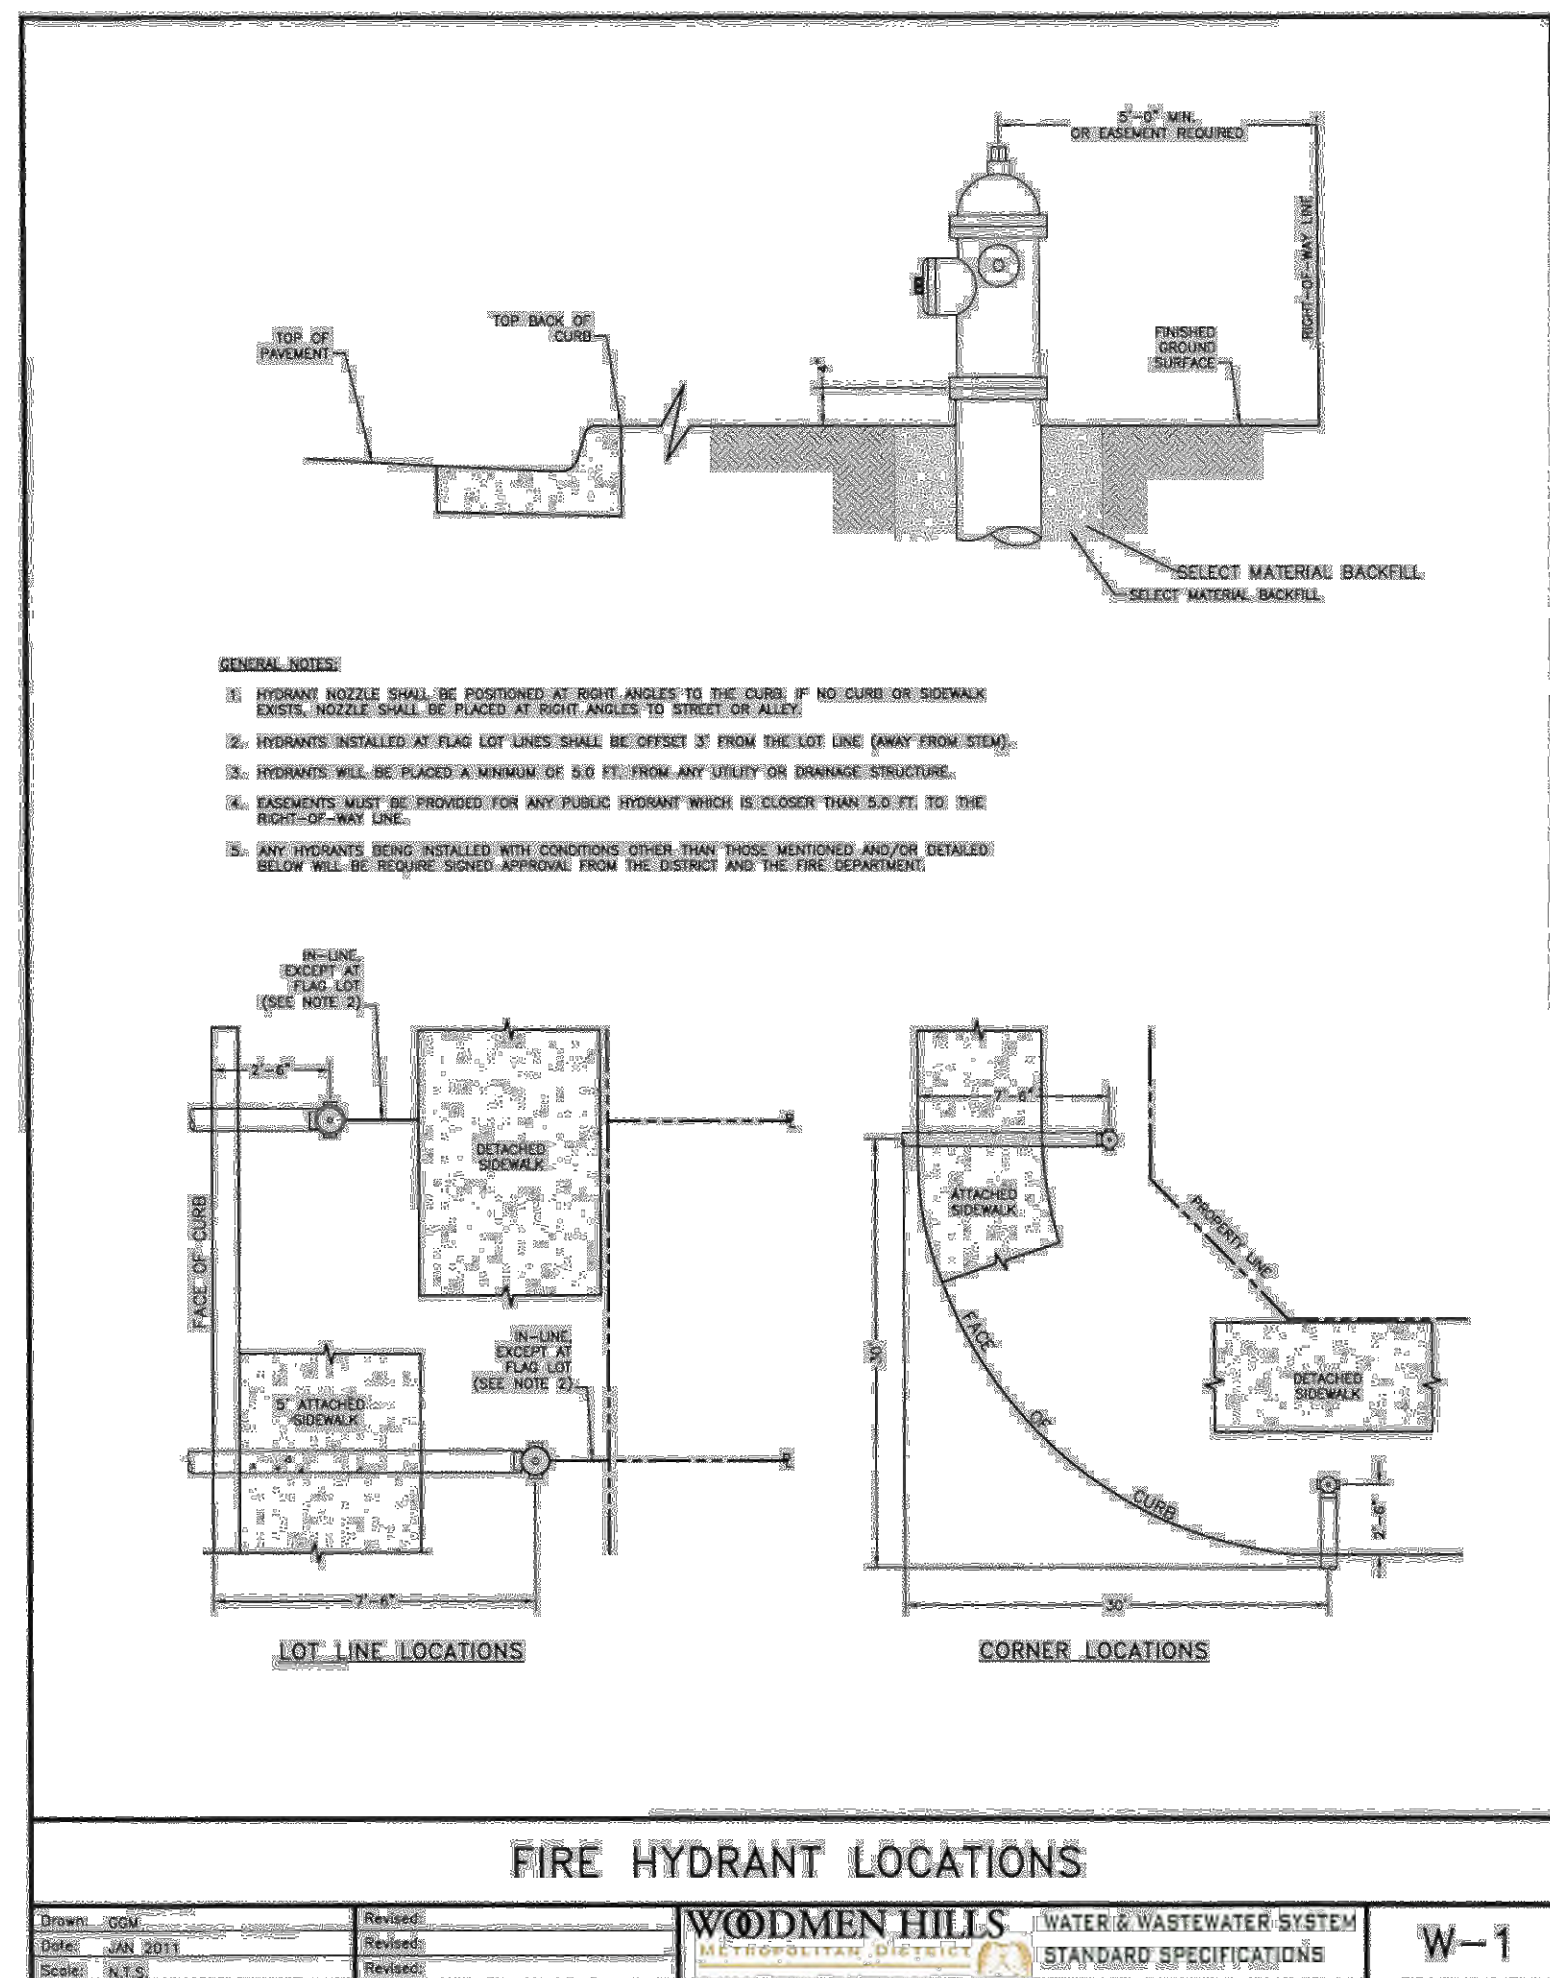 5'-0" MIN.
OR EASEMENT REQUIRED
RIGHT-OF-WAY LINE
TOP BACK OF
CURB
TOP OF
PAVEMENT
FINISHED
GROUND
SURFACE
SELECT MATERIAL BACKFILL
SELECT MATERIAL BACKFILL
GENERAL NOTES:
1. HYDRANT NOZZLE SHALL BE POSITIONED AT RIGHT ANGLES TO THE CURB. IF NO CURB OR SIDEWALK
EXISTS, NOZZLE SHALL BE PLACED AT RIGHT ANGLES TO STREET OR ALLEY.
2. HYDRANTS INSTALLED AT FLAG LOT LINES SHALL BE OFFSET 3' FROM THE LOT LINE (AWAY FROM STEM).
3. HYDRANTS WILL BE PLACED A MINIMUM OF 5.0 FT. FROM ANY UTILITY OR DRAINAGE STRUCTURE.
4. EASEMENTS MUST BE PROVIDED FOR ANY PUBLIC HYDRANT WHICH IS CLOSER THAN 5.0 FT. TO THE
RIGHT-OF-WAY LINE.
5. ANY HYDRANTS BEING INSTALLED WITH CONDITIONS OTHER THAN THOSE MENTIONED AND/OR DETAILED
BELOW WILL BE REQUIRE SIGNED APPROVAL FROM THE DISTRICT AND THE FIRE DEPARTMENT.
IN-LINE,
EXCEPT AT
FLAG LOT
(SEE NOTE 2)
2'-6"
DETACHED
SIDEWALK
FACE OF CURB
IN-LINE,
EXCEPT AT
FLAG LOT
(SEE NOTE 2)
5' ATTACHED
SIDEWALK
7'-6"
LOT LINE LOCATIONS
7'-6"
ATTACHED
SIDEWALK
PROPERTY LINE
FACE OF CURB
30'
DETACHED
SIDEWALK
2'-6"
30'
CORNER LOCATIONS
FIRE HYDRANT LOCATIONS
Drawn: GGM
Date: JAN 2011
Scale: N.T.S.
Revised:
Revised:
Revised:
WOODMEN HILLS
METROPOLITAN DISTRICT
WATER & WASTEWATER SYSTEM
STANDARD SPECIFICATIONS
W-1